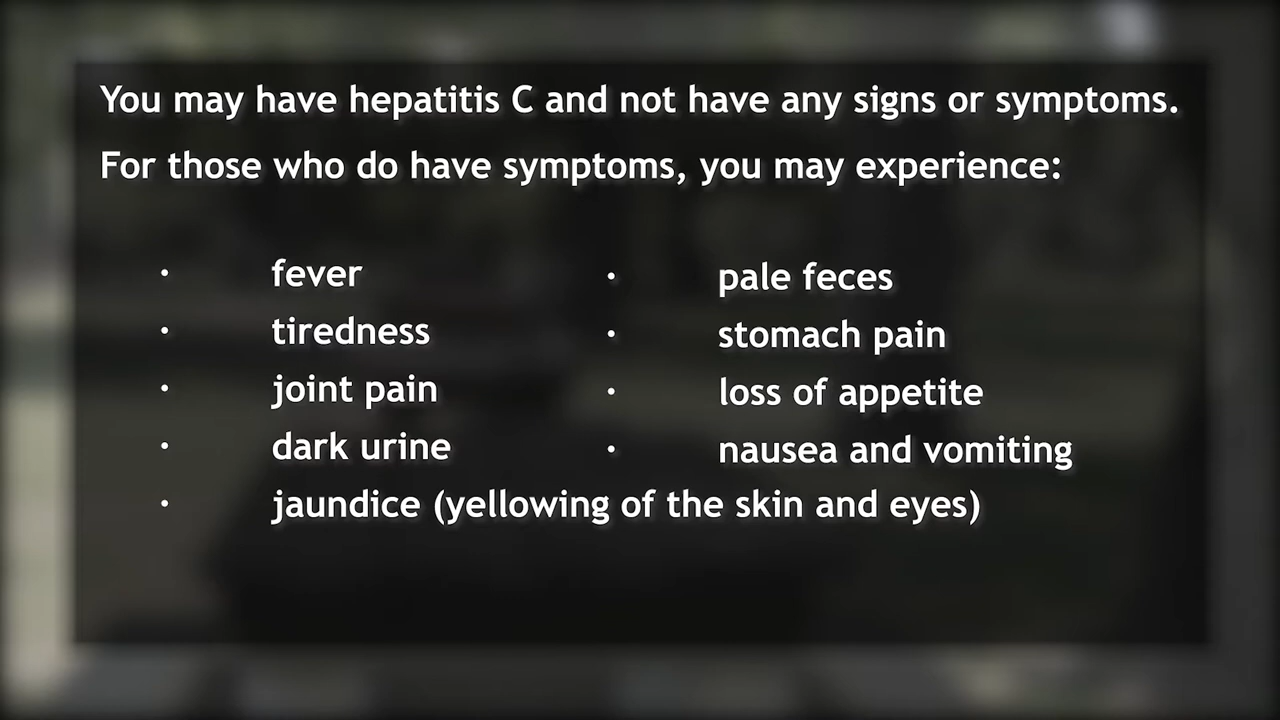 You may have hepatitis C and not have any signs or symptoms.
For those who do have symptoms, you may experience:
· fever
· tiredness
· joint pain
· dark urine
· jaundice (yellowing of the skin and eyes)
· pale feces
· stomach pain
· loss of appetite
· nausea and vomiting